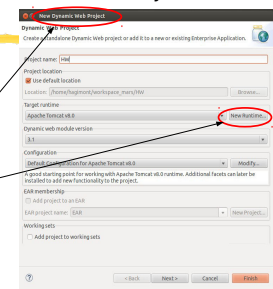 New Dynamic Web Project
Dynamic Web Project
Create a standalone Dynamic Web project or add it to a new or existing Enterprise Application.
Project name: HW
Project location
Use default location
Location: /home/hagimont/workspace_mars/HW Browse...
Target runtime
Apache Tomcat v8.0 New Runtime...
Dynamic web module version
3.1
Configuration
Default Configuration for Apache Tomcat v8.0 Modify...
A good starting point for working with Apache Tomcat v8.0 runtime. Additional facets can later be
installed to add new functionality to the project.
EAR membership
Add project to an EAR
EAR project name: EAR New Project...
Working sets
Add project to working sets
? < Back Next > Cancel Finish